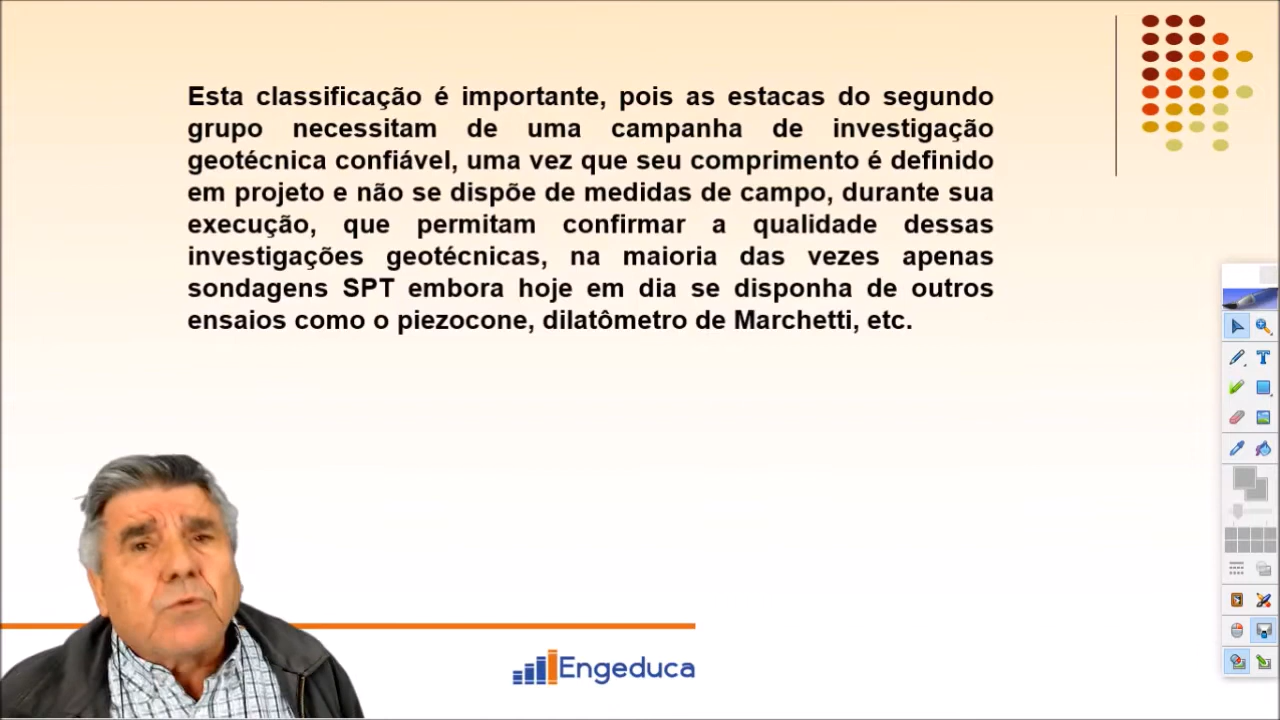 Esta classificação é importante, pois as estacas do segundo
grupo necessitam de uma campanha de investigação
geotécnica confiável, uma vez que seu comprimento é definido
em projeto e não se dispõe de medidas de campo, durante sua
execução, que permitam confirmar a qualidade dessas
investigações geotécnicas, na maioria das vezes apenas
sondagens SPT embora hoje em dia se disponha de outros
ensaios como o piezocone, dilatômetro de Marchetti, etc.
Engeduca